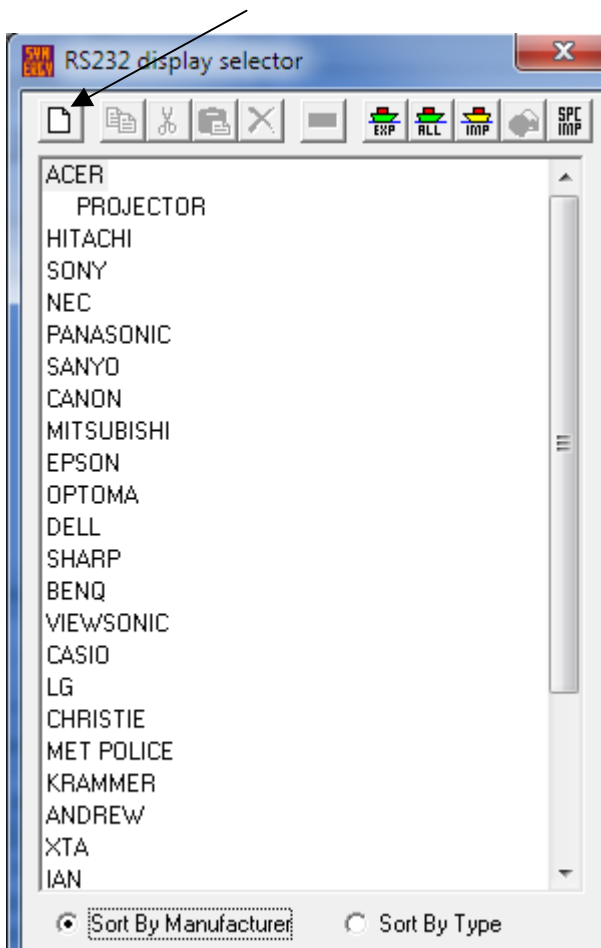 SYN
ERGY
RS232 display selector
EXP
ALL
IMP
SPC
IMP
ACER
PROJECTOR
HITACHI
SONY
NEC
PANASONIC
SANYO
CANON
MITSUBISHI
EPSON
OPTOMA
DELL
SHARP
BENQ
VIEWSONIC
CASIO
LG
CHRISTIE
MET POLICE
KRAMMER
ANDREW
XTA
IAN
Sort By Manufacturer Sort By Type